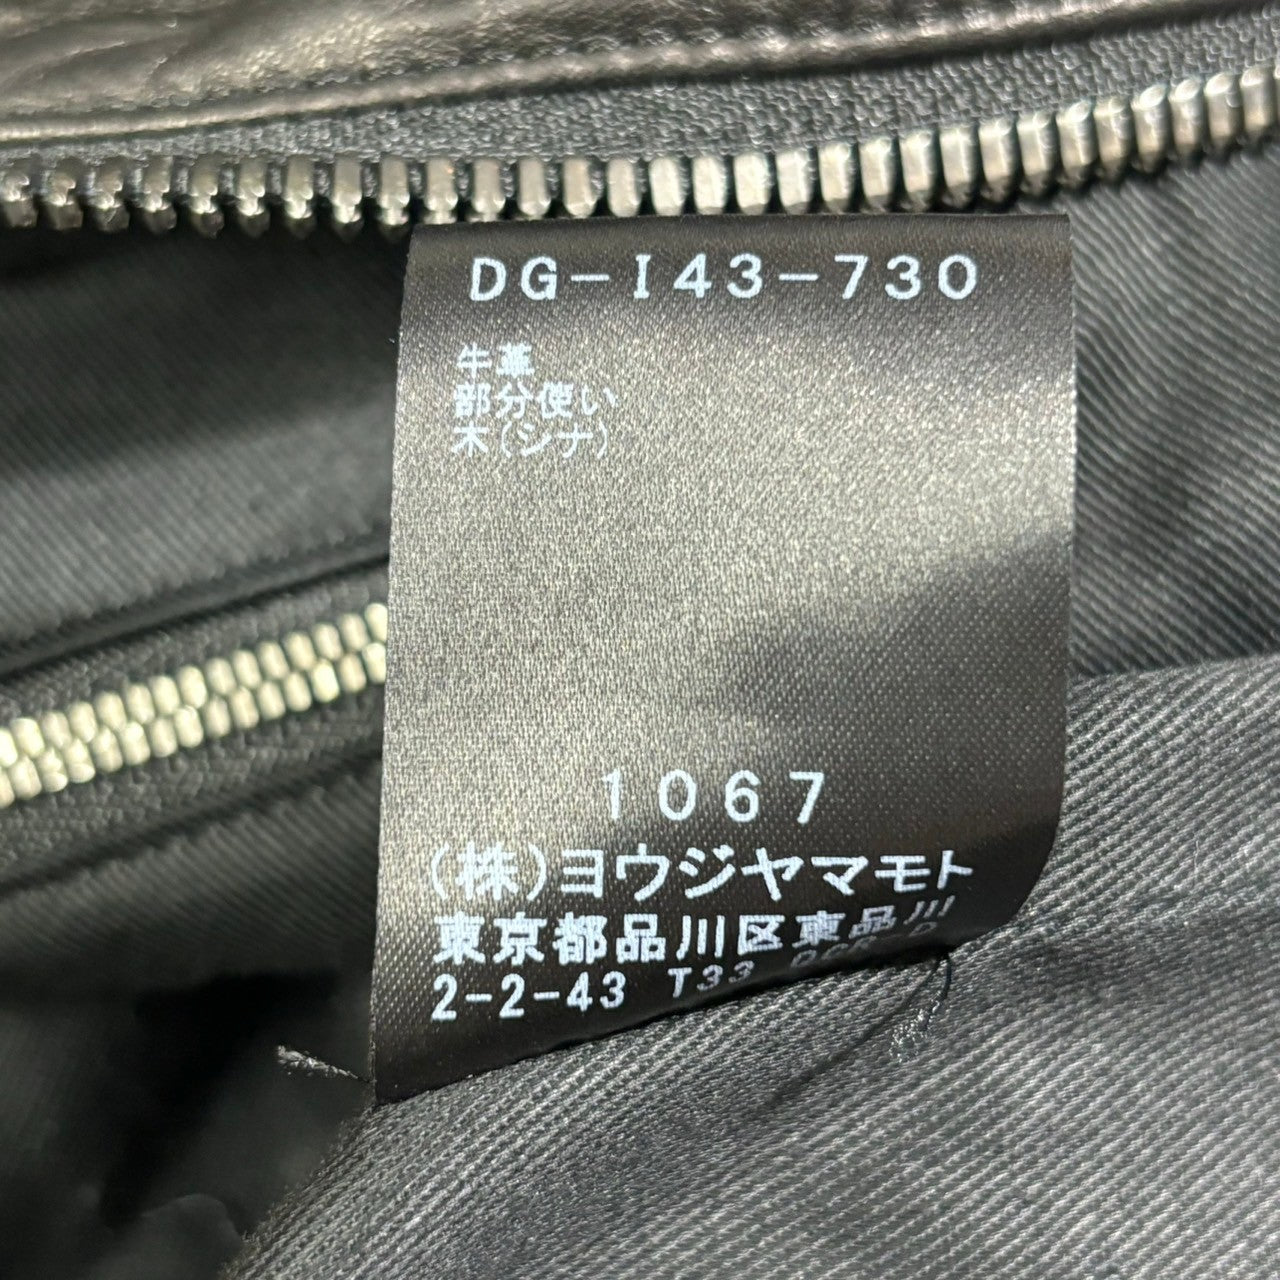 DG-I43-730
牛革
部分使い
木(シナ)
1067
(株)ヨウジヤマモト
東京都品川区東品川
2-2-43 T33